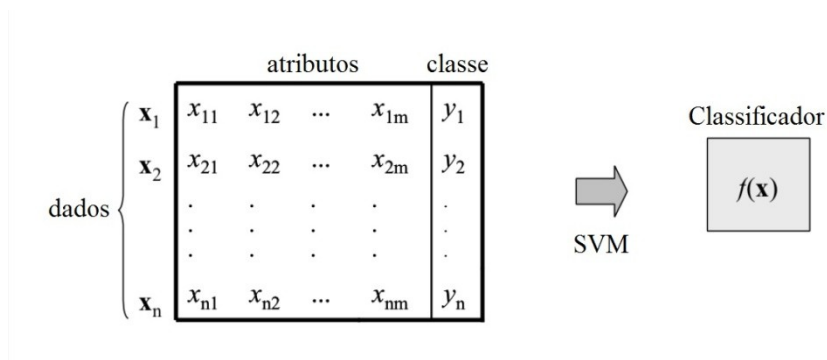 atributos classe
Classificador
x₁ x₁₁ x₁₂ ... x₁ₘ y₁
x₂ x₂₁ x₂₂ ... x₂ₘ y₂
dados
f(x)
SVM
xₙ xₙ₁ xₙ₂ ... xₙₘ yₙ